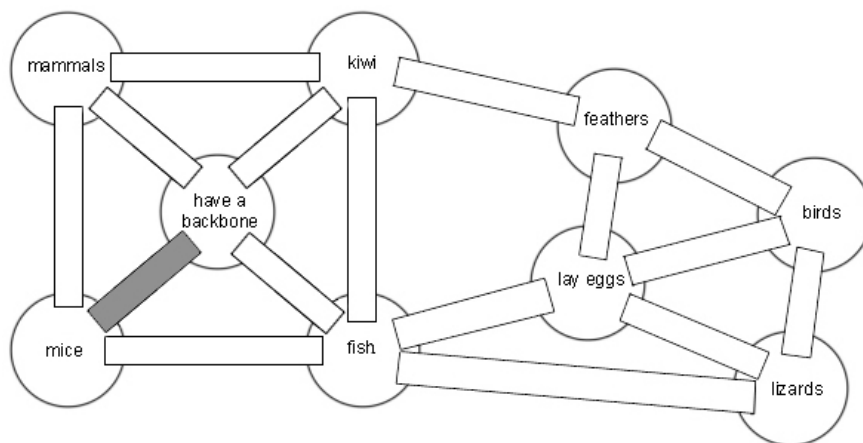 mammals
kiwi
feathers
have a
backbone
birds
lay eggs
mice
fish
lizards